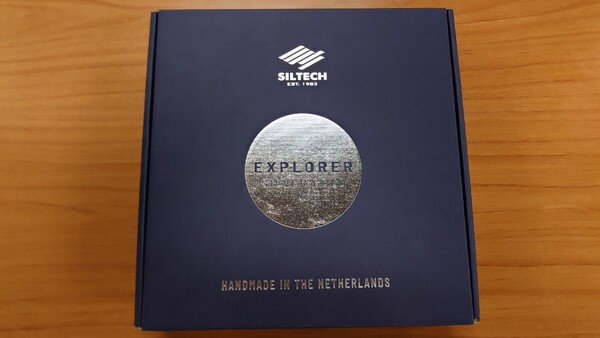 SILTECH
EST. 1983
EXPLORER
HANDMADE IN THE NETHERLANDS